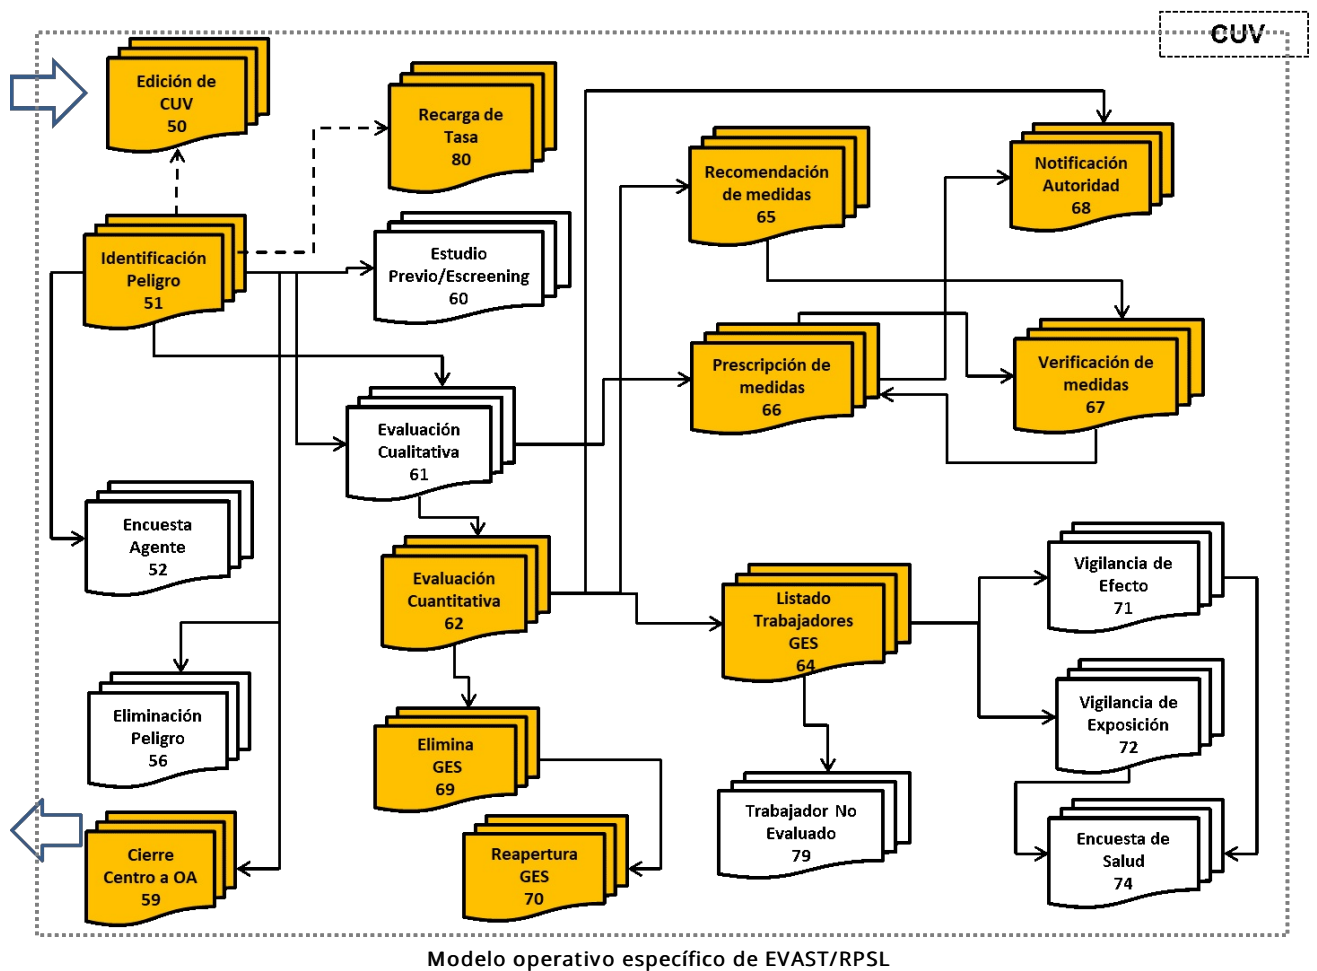 CUV
Edición de
CUV
50
Recarga de
Tasa
80
Recomendación
de medidas
65
Notificación
Autoridad
68
Identificación
Peligro
51
Estudio
Previo/Escreening
60
Prescripción de
medidas
66
Verificación de
medidas
67
Evaluación
Cualitativa
61
Encuesta
Agente
52
Evaluación
Cuantitativa
62
Listado
Trabajadores
GES
64
Vigilancia de
Efecto
71
Eliminación
Peligro
56
Elimina
GES
69
Vigilancia de
Exposición
72
Trabajador No
Evaluado
79
Cierre
Centro a OA
59
Reapertura
GES
70
Encuesta de
Salud
74
Modelo operativo específico de EVAST/RPSL